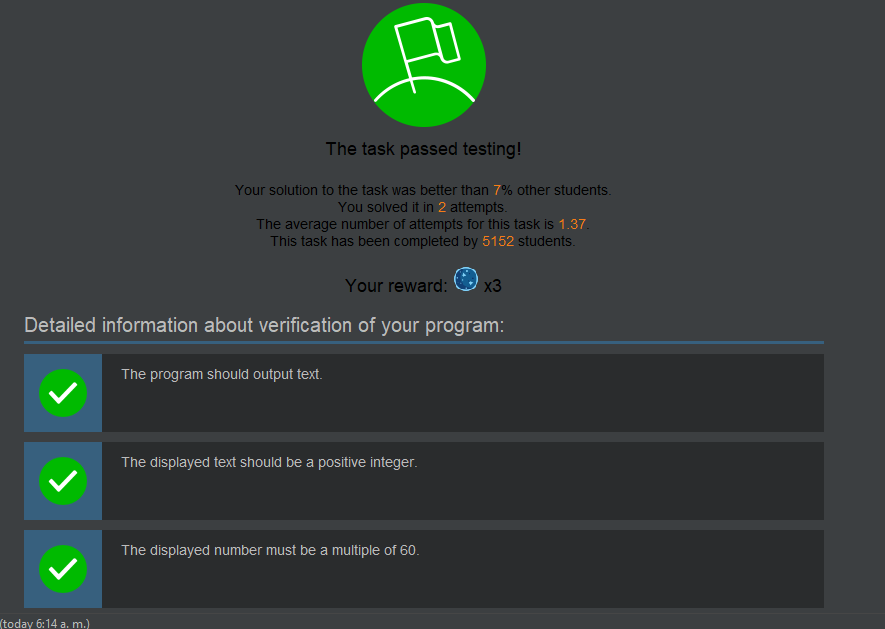 The task passed testing!
Your solution to the task was better than 7% other students.
You solved it in 2 attempts.
The average number of attempts for this task is 1.37.
This task has been completed by 5152 students.
Your reward: x3
Detailed information about verification of your program:
The program should output text.
The displayed text should be a positive integer.
The displayed number must be a multiple of 60.
(today 6:14 a. m.)